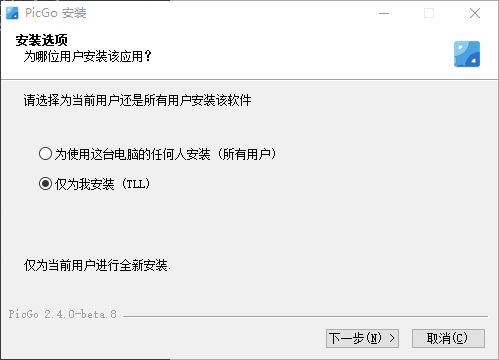 PicGo 安装
安装选项
为哪位用户安装该应用？
请选择为当前用户还是所有用户安装该软件
为使用这台电脑的任何人安装（所有用户）
仅为我安装（TLL）
仅为当前用户进行全新安装.
PicGo 2.4.0-beta.8
下一步(N) >
取消(C)